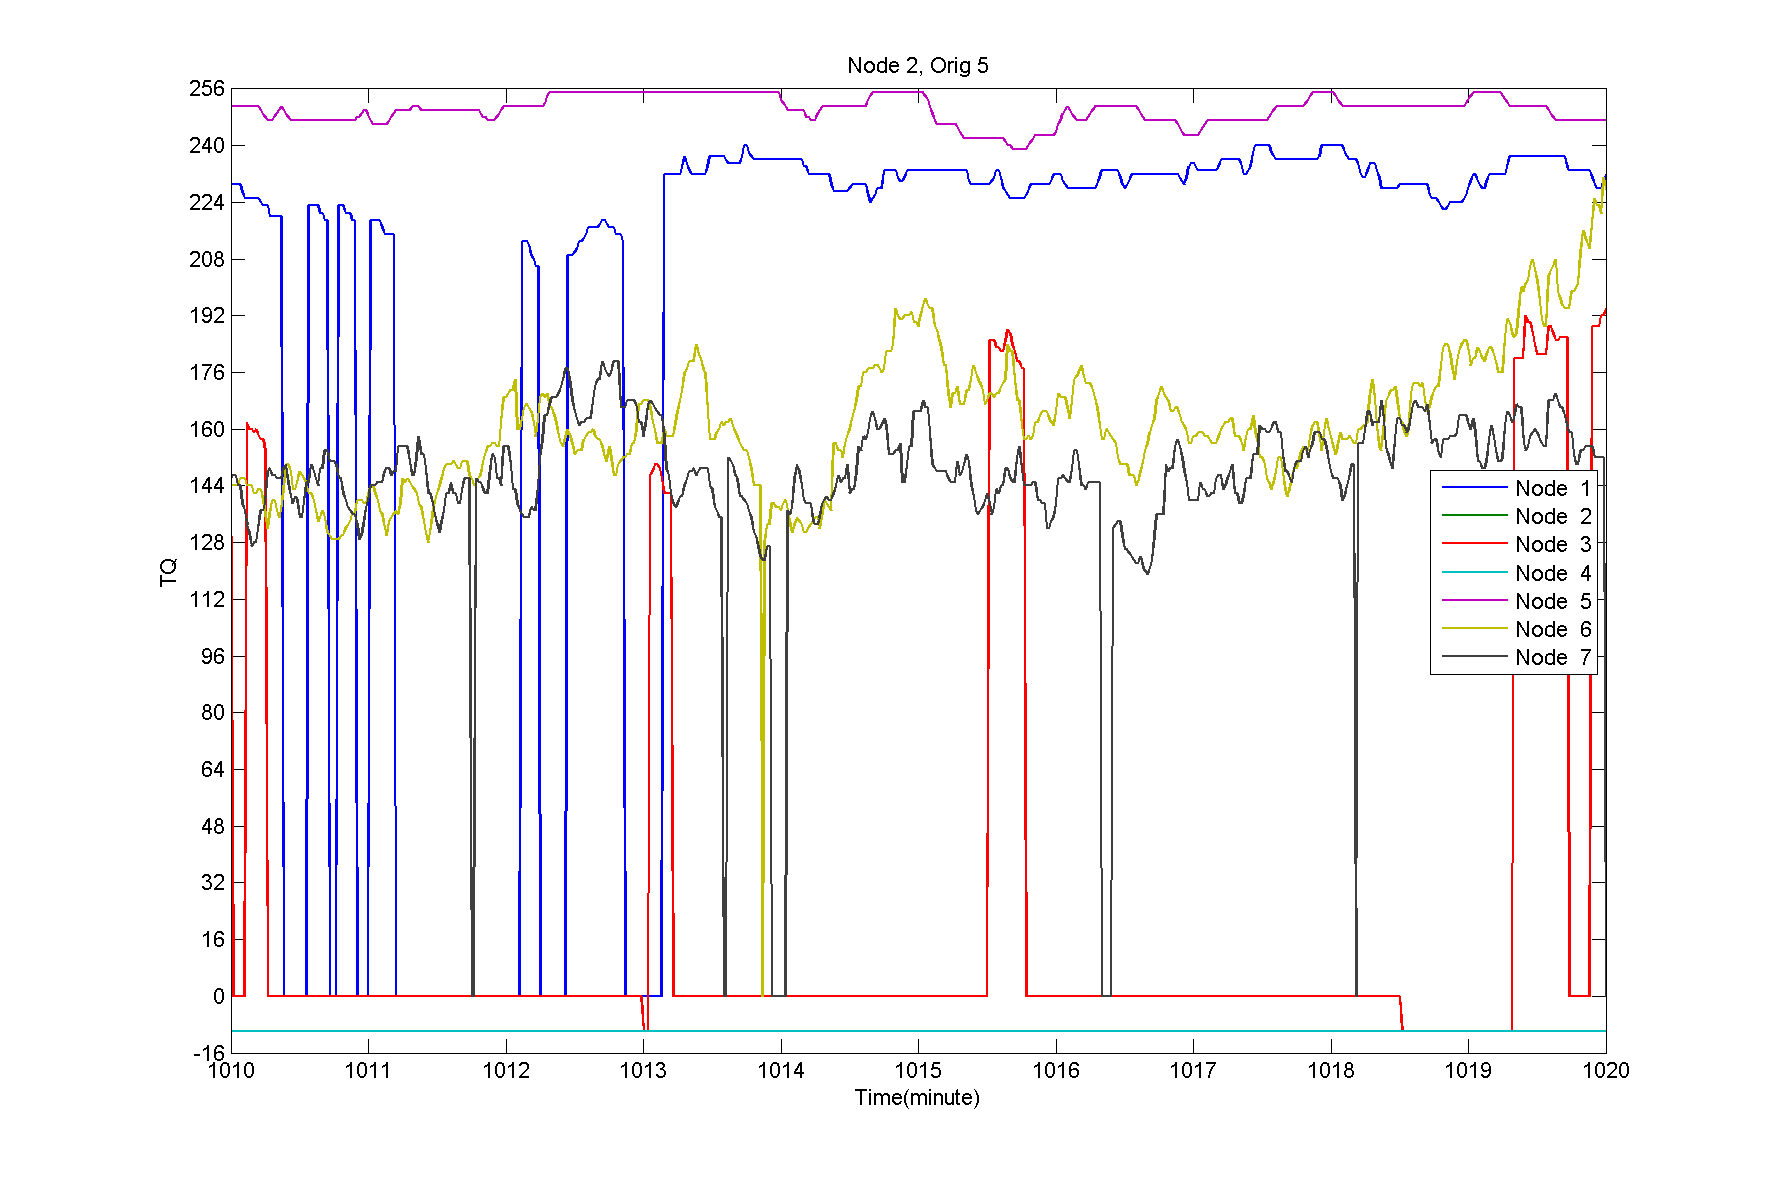 Node 2, Orig 5
256
240
224
208
192
176
160
144
128
112
96
80
64
48
32
16
0
-16
TQ
Node 1
Node 2
Node 3
Node 4
Node 5
Node 6
Node 7
1010 1011 1012 1013 1014 1015 1016 1017 1018 1019 1020
Time(minute)